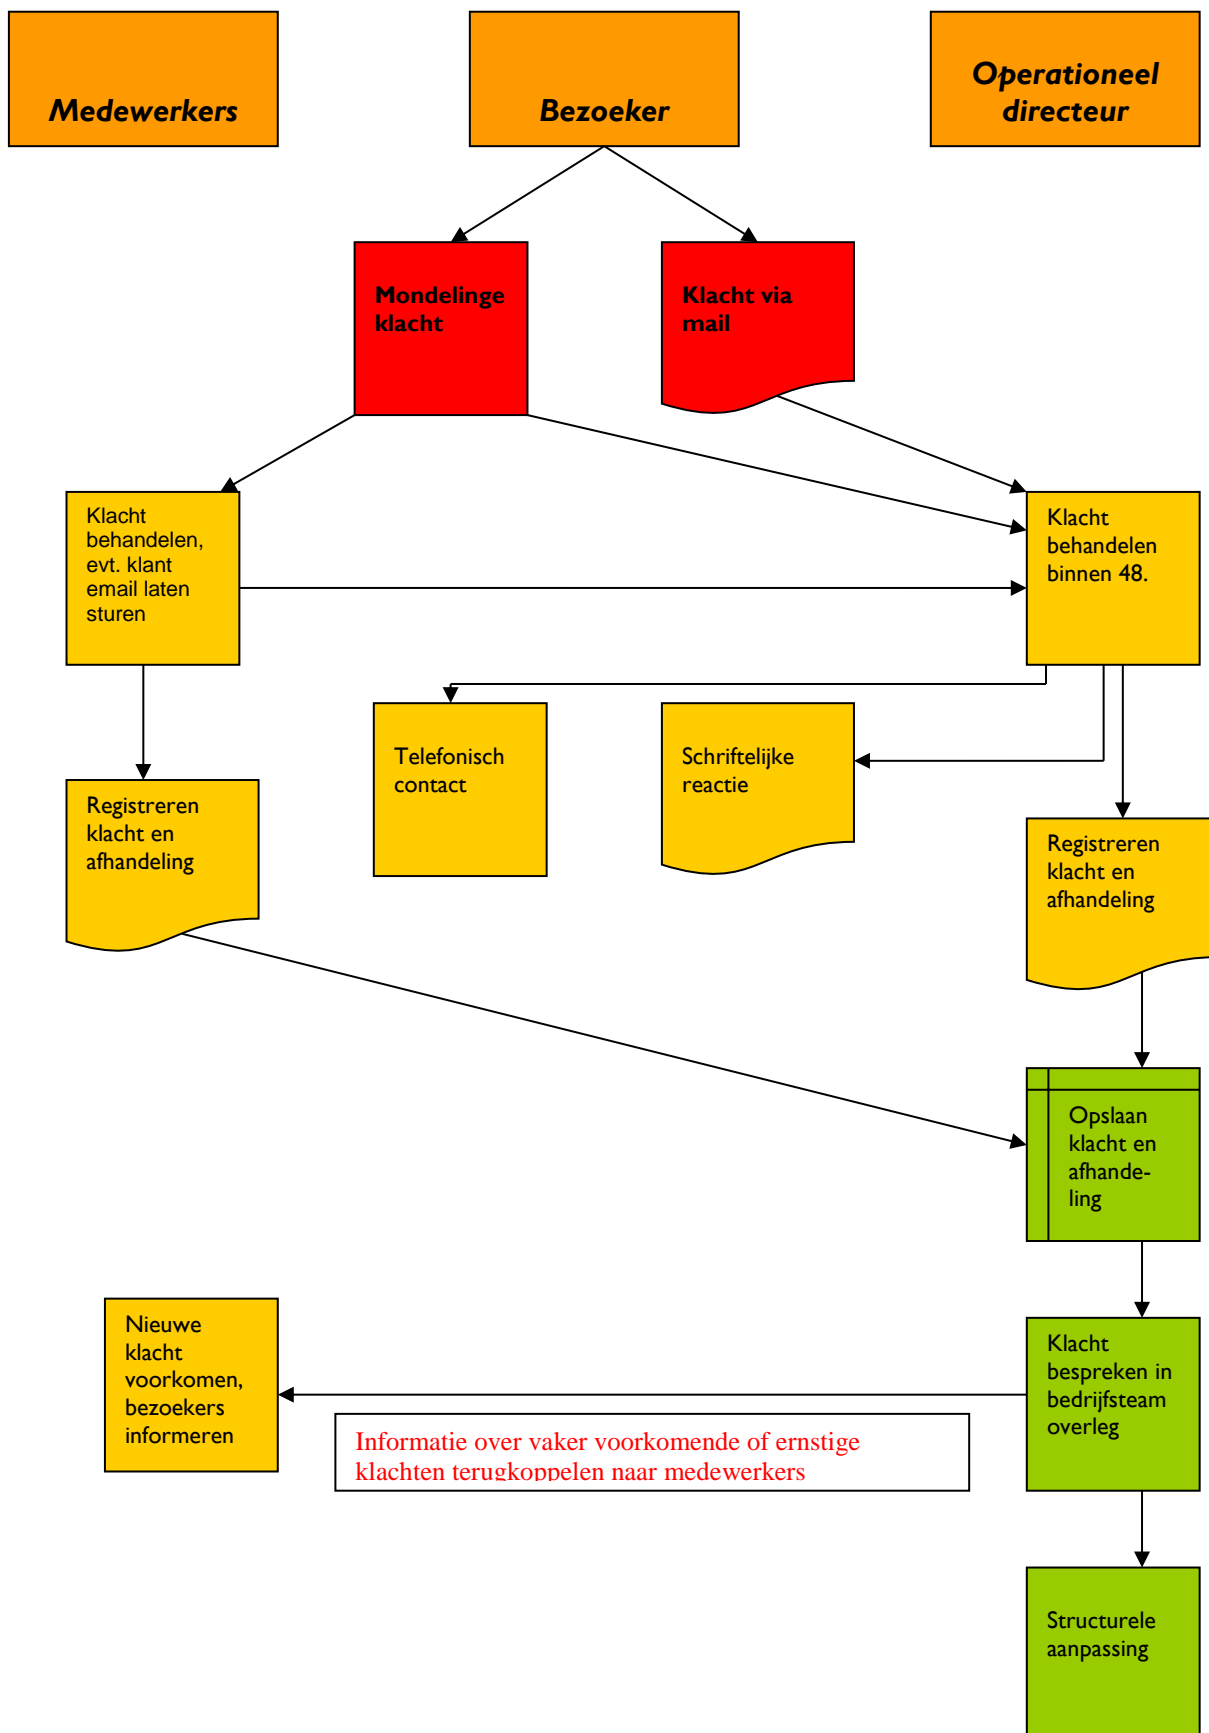 Medewerkers
Bezoeker
Operationeel
directeur
Mondelinge
klacht
Klacht via
mail
Klacht
behandelen,
evt. klant
email laten
sturen
Klacht
behandelen
binnen 48.
Telefonisch
contact
Schriftelijke
reactie
Registreren
klacht en
afhandeling
Registreren
klacht en
afhandeling
Opslaan
klacht en
afhande-
ling
Nieuwe
klacht
voorkomen,
bezoekers
informeren
Klacht
bespreken in
bedrijfsteam
overleg
Informatie over vaker voorkomende of ernstige
klachten terugkoppelen naar medewerkers
Structurele
aanpassing